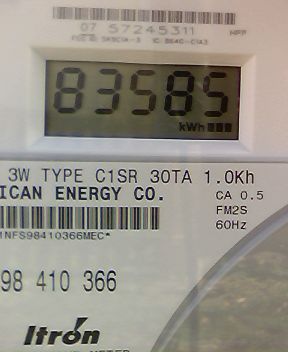 07 57245311
83585
kWh
3W TYPE C1SR 30TA 1.0Kh
ICAN ENERGY CO.
CA 0.5
FM2S
60Hz
1NFS98410366MEC*
98 410 366
Itron